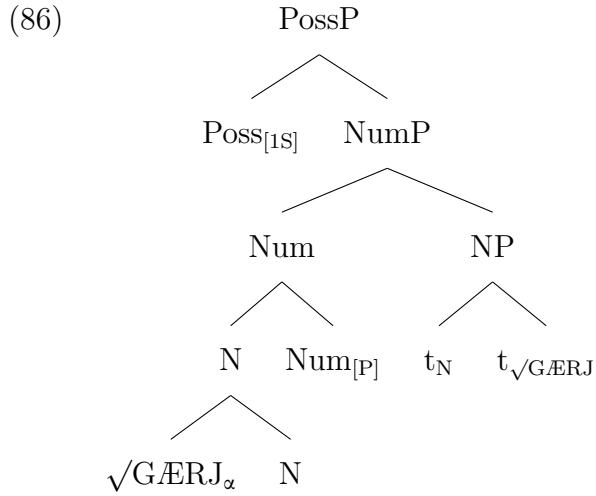 (86) PossP
Poss[1S] NumP
Num NP
N Num[P] tN t√GÆRJ
√GÆRJα N